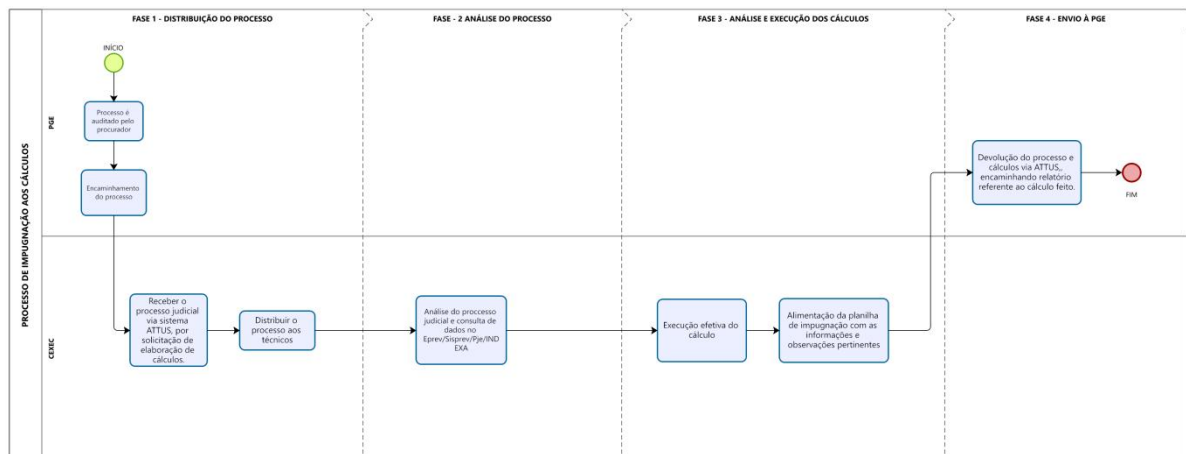 PROCESSO DE IMPUGNAÇÃO AOS CÁLCULOS
FASE 1 - DISTRIBUIÇÃO DO PROCESSO
FASE - 2 ANÁLISE DO PROCESSO
FASE 3 - ANÁLISE E EXECUÇÃO DOS CÁLCULOS
FASE 4 - ENVIO À PGE
PGE
INÍCIO
Processo é
auditado pelo
procurador
Encaminhamento
do processo
Devolução do processo e
cálculos via ATTUS,,
encaminhando relatório
referente ao cálculo feito.
FIM
CEXEC
Receber o
processo judicial
via sistema
ATTUS, por
solicitação de
elaboração de
cálculos.
Distribuir o
processo aos
técnicos
Análise do proccesso
judicial e consulta de
dados no
Eprev/Sisprev/Pje/IND
EXA
Execução efetiva do
cálculo
Alimentação da planilha
de impugnação com as
informações e
observações pertinentes